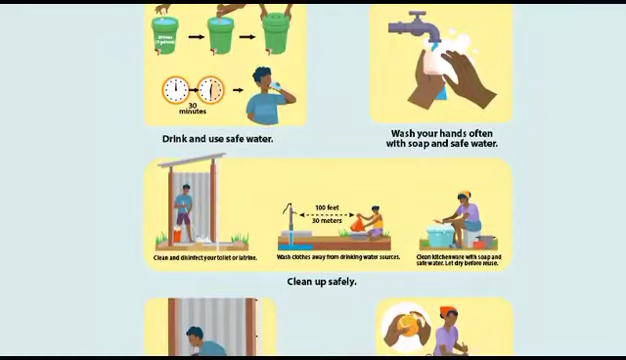 30
minutes
Drink and use safe water.
Wash your hands often
with soap and safe water.
100 feet
30 meters
Clean and disinfect your toilet or latrine.
Wash clothes away from drinking water sources.
Clean kitchenware with soap and
safe water. Let dry before reuse.
Clean up safely.